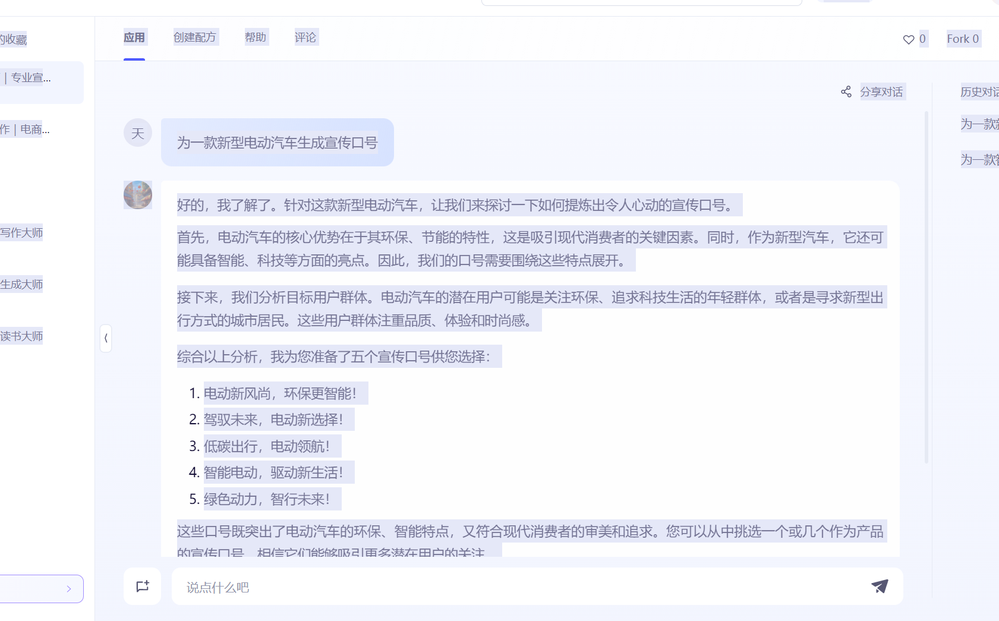 的收藏
| 专业宣...
作 | 电商...
写作大师
生成大师
读书大师
应用
创建配方
帮助
评论
0
Fork 0
分享对话
历史对话
为一款新
为一款智
天
为一款新型电动汽车生成宣传口号
好的，我了解了。针对这款新型电动汽车，让我们来探讨一下如何提炼出令人心动的宣传口号。
首先，电动汽车的核心优势在于其环保、节能的特性，这是吸引现代消费者的关键因素。同时，作为新型汽车，它还可
能具备智能、科技等方面的亮点。因此，我们的口号需要围绕这些特点展开。
接下来，我们分析目标用户群体。电动汽车的潜在用户可能是关注环保、追求科技生活的年轻群体，或者是寻求新型出
行方式的城市居民。这些用户群体注重品质、体验和时尚感。
综合以上分析，我为您准备了五个宣传口号供您选择：
1. 电动新风尚，环保更智能！
2. 驾驭未来，电动新选择！
3. 低碳出行，电动领航！
4. 智能电动，驱动新生活！
5. 绿色动力，智行未来！
这些口号既突出了电动汽车的环保、智能特点，又符合现代消费者的审美和追求。您可以从中挑选一个或几个作为产品
的宣传口号，相信它们能够吸引更多潜在用户的关注。
说点什么吧